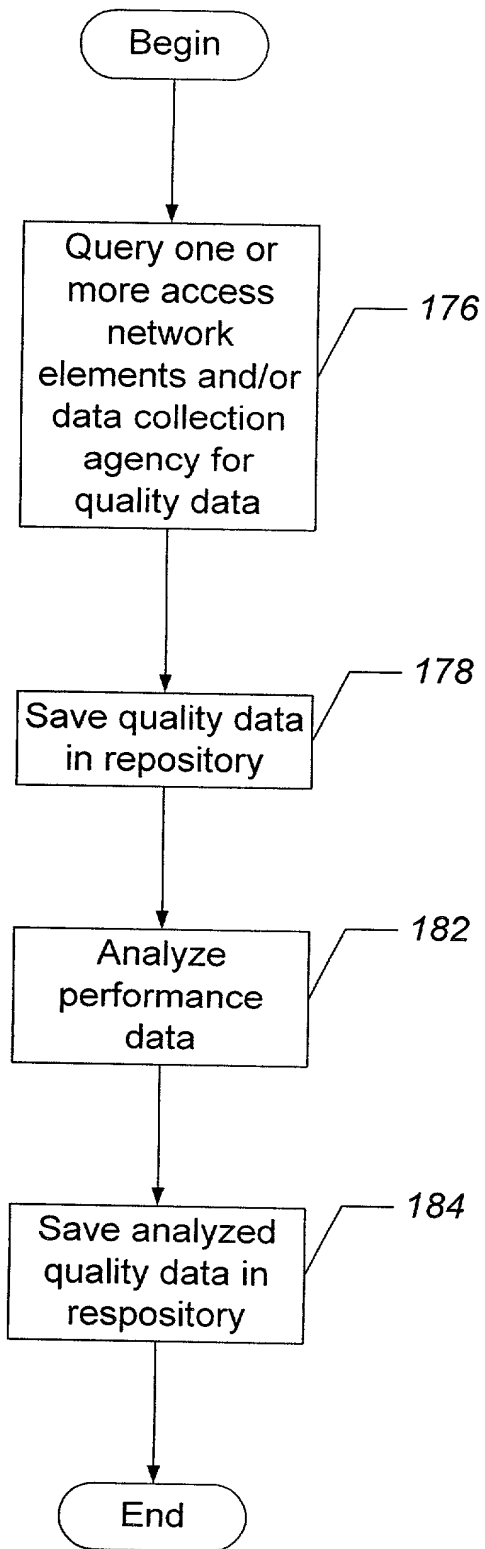 Begin
Query one or
more access
network
elements and/or
data collection
agency for
quality data
176
Save quality data
in repository
178
Analyze
performance
data
182
Save analyzed
quality data in
respository
184
End